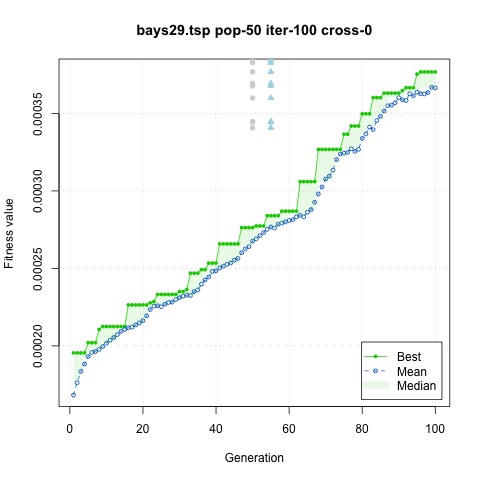 bays29.tsp pop-50 iter-100 cross-0
Fitness value
0.00035
0.00030
0.00025
0.00020
Best
Mean
Median
0 20 40 60 80 100
Generation